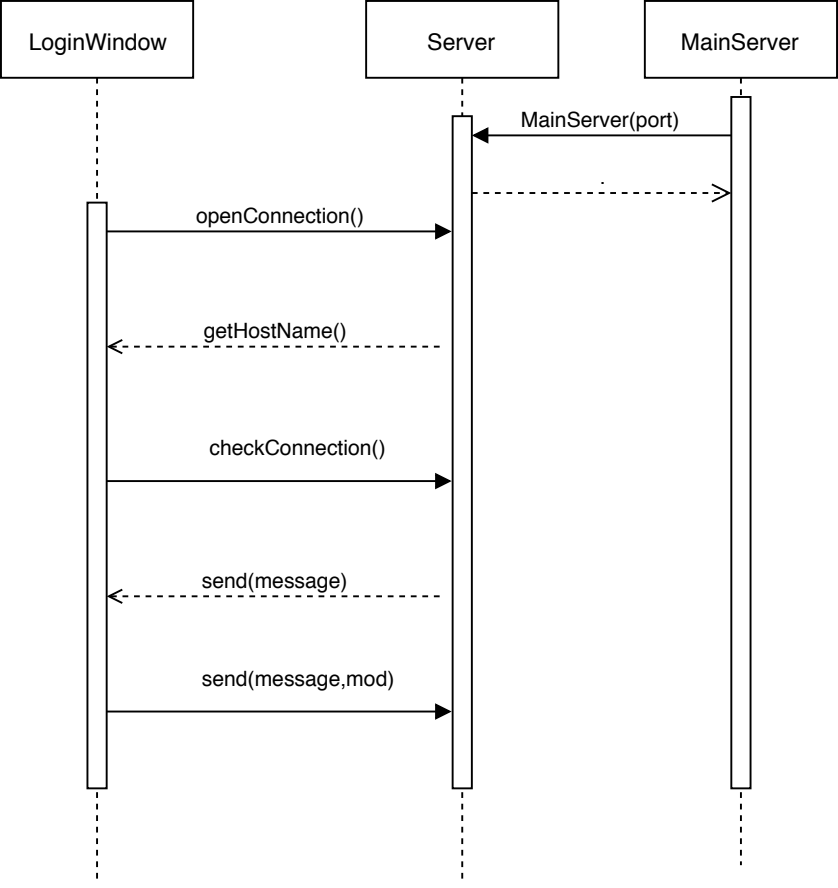 LoginWindow
Server
MainServer
MainServer(port)
.
openConnection()
getHostName()
checkConnection()
send(message)
send(message,mod)